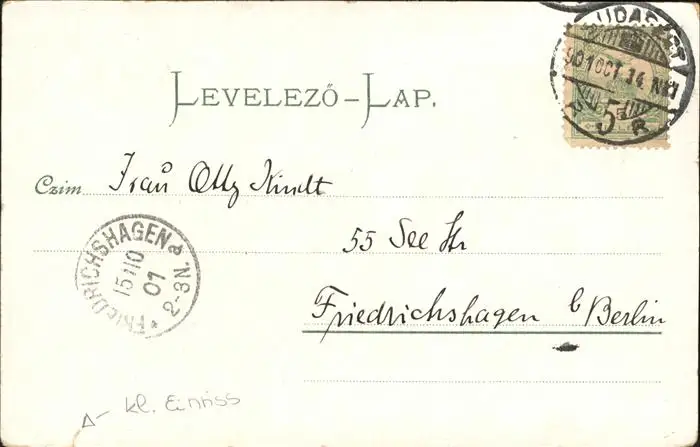 BUDAPEST
901 OCT. 14. N
5
LEVELEZŐ-LAP.
Czim Frau Otty Kindt
55 See Str
FRIEDRICHSHAGEN a
15/10
01
2-3N.
Friedrichshagen b/Berlin
kl. Einriss